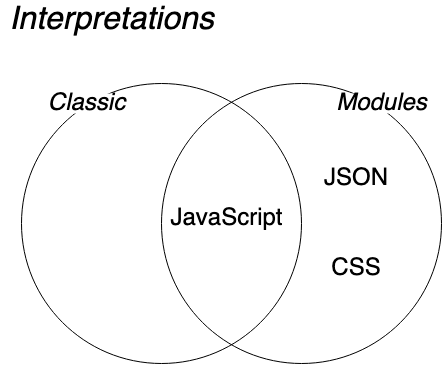 Interpretations
Classic
Modules
JSON
JavaScript
CSS